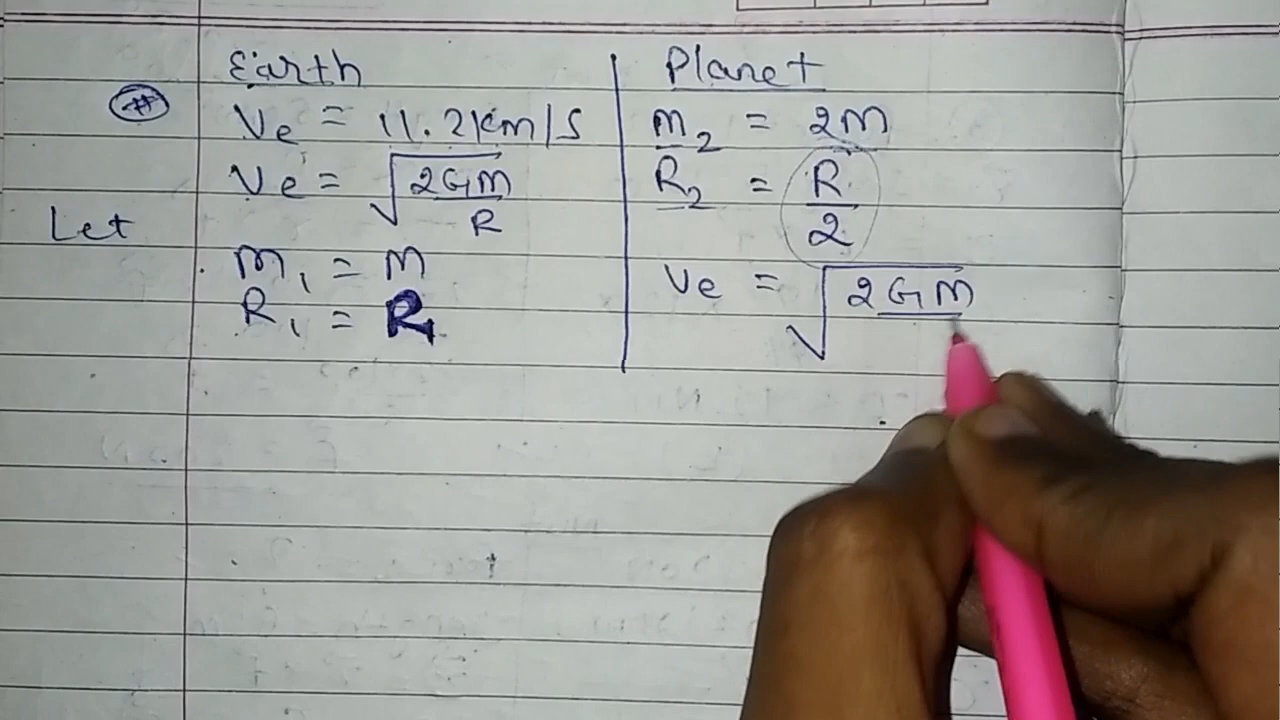 Earth
#
Ve = 11.2km/s
Ve = √2GM/R
Let
M1 = M
R1 = R
Planet
M2 = 2M
R2 = R/2
Ve = √2GM